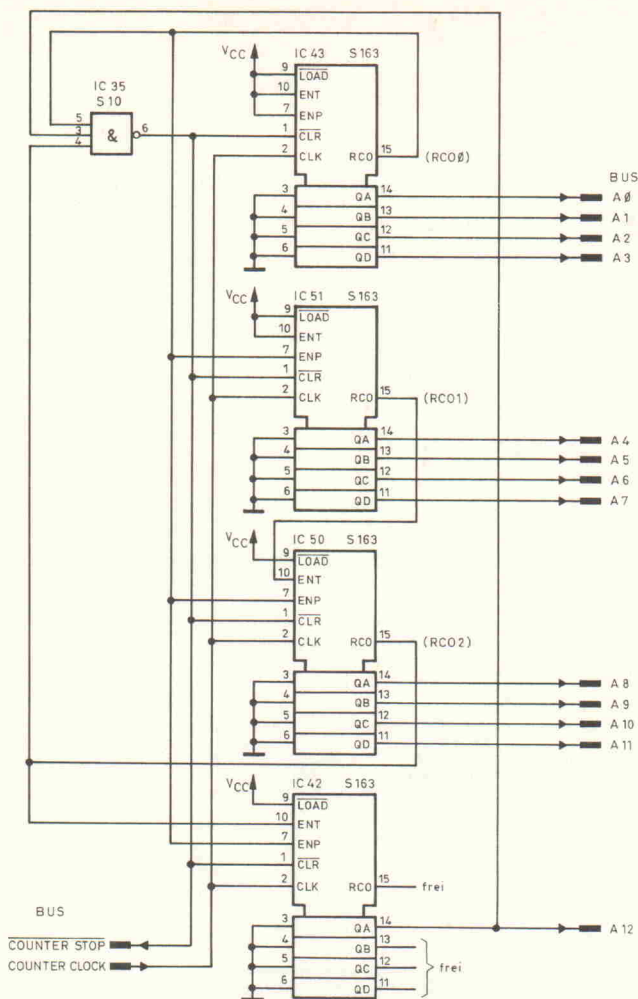 IC 35
S 10
5
3
4
&
6
VCC
IC 43 S163
9 LOAD
10 ENT
7 ENP
1 CLR
2 CLK RCO 15 (RCOØ)
3 QA 14
4 QB 13
5 QC 12
6 QD 11
BUS
A Ø
A 1
A 2
A 3
VCC
IC 51 S163
9 LOAD
10 ENT
7 ENP
1 CLR
2 CLK RCO 15 (RCO1)
3 QA 14 A 4
4 QB 13 A 5
5 QC 12 A 6
6 QD 11 A 7
VCC
IC 50 S163
9 LOAD
10 ENT
7 ENP
1 CLR
2 CLK RCO 15 (RCO2)
3 QA 14 A 8
4 QB 13 A 9
5 QC 12 A 10
6 QD 11 A 11
VCC
IC 42 S163
9 LOAD
10 ENT
7 ENP
1 CLR
2 CLK RCO 15 frei
3 QA 14 A 12
4 QB 13
5 QC 12 frei
6 QD 11
BUS
COUNTER STOP
COUNTER CLOCK